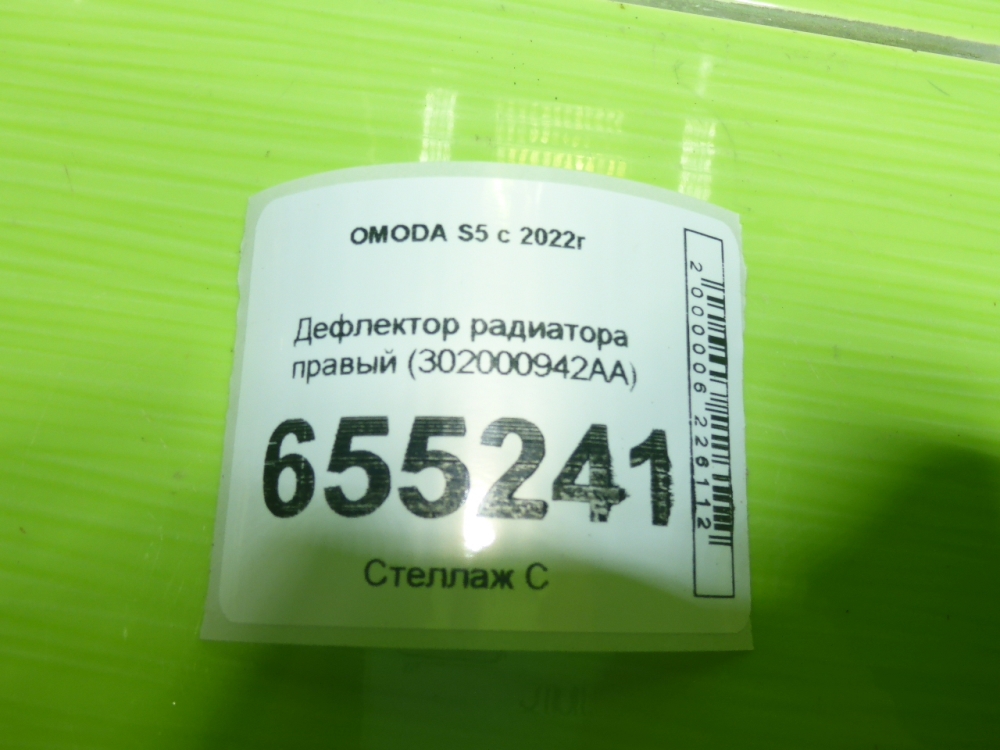 OMODA S5 с 2022г
Дефлектор радиатора
правый (302000942AA)
655241
Стеллаж С
2000006226112